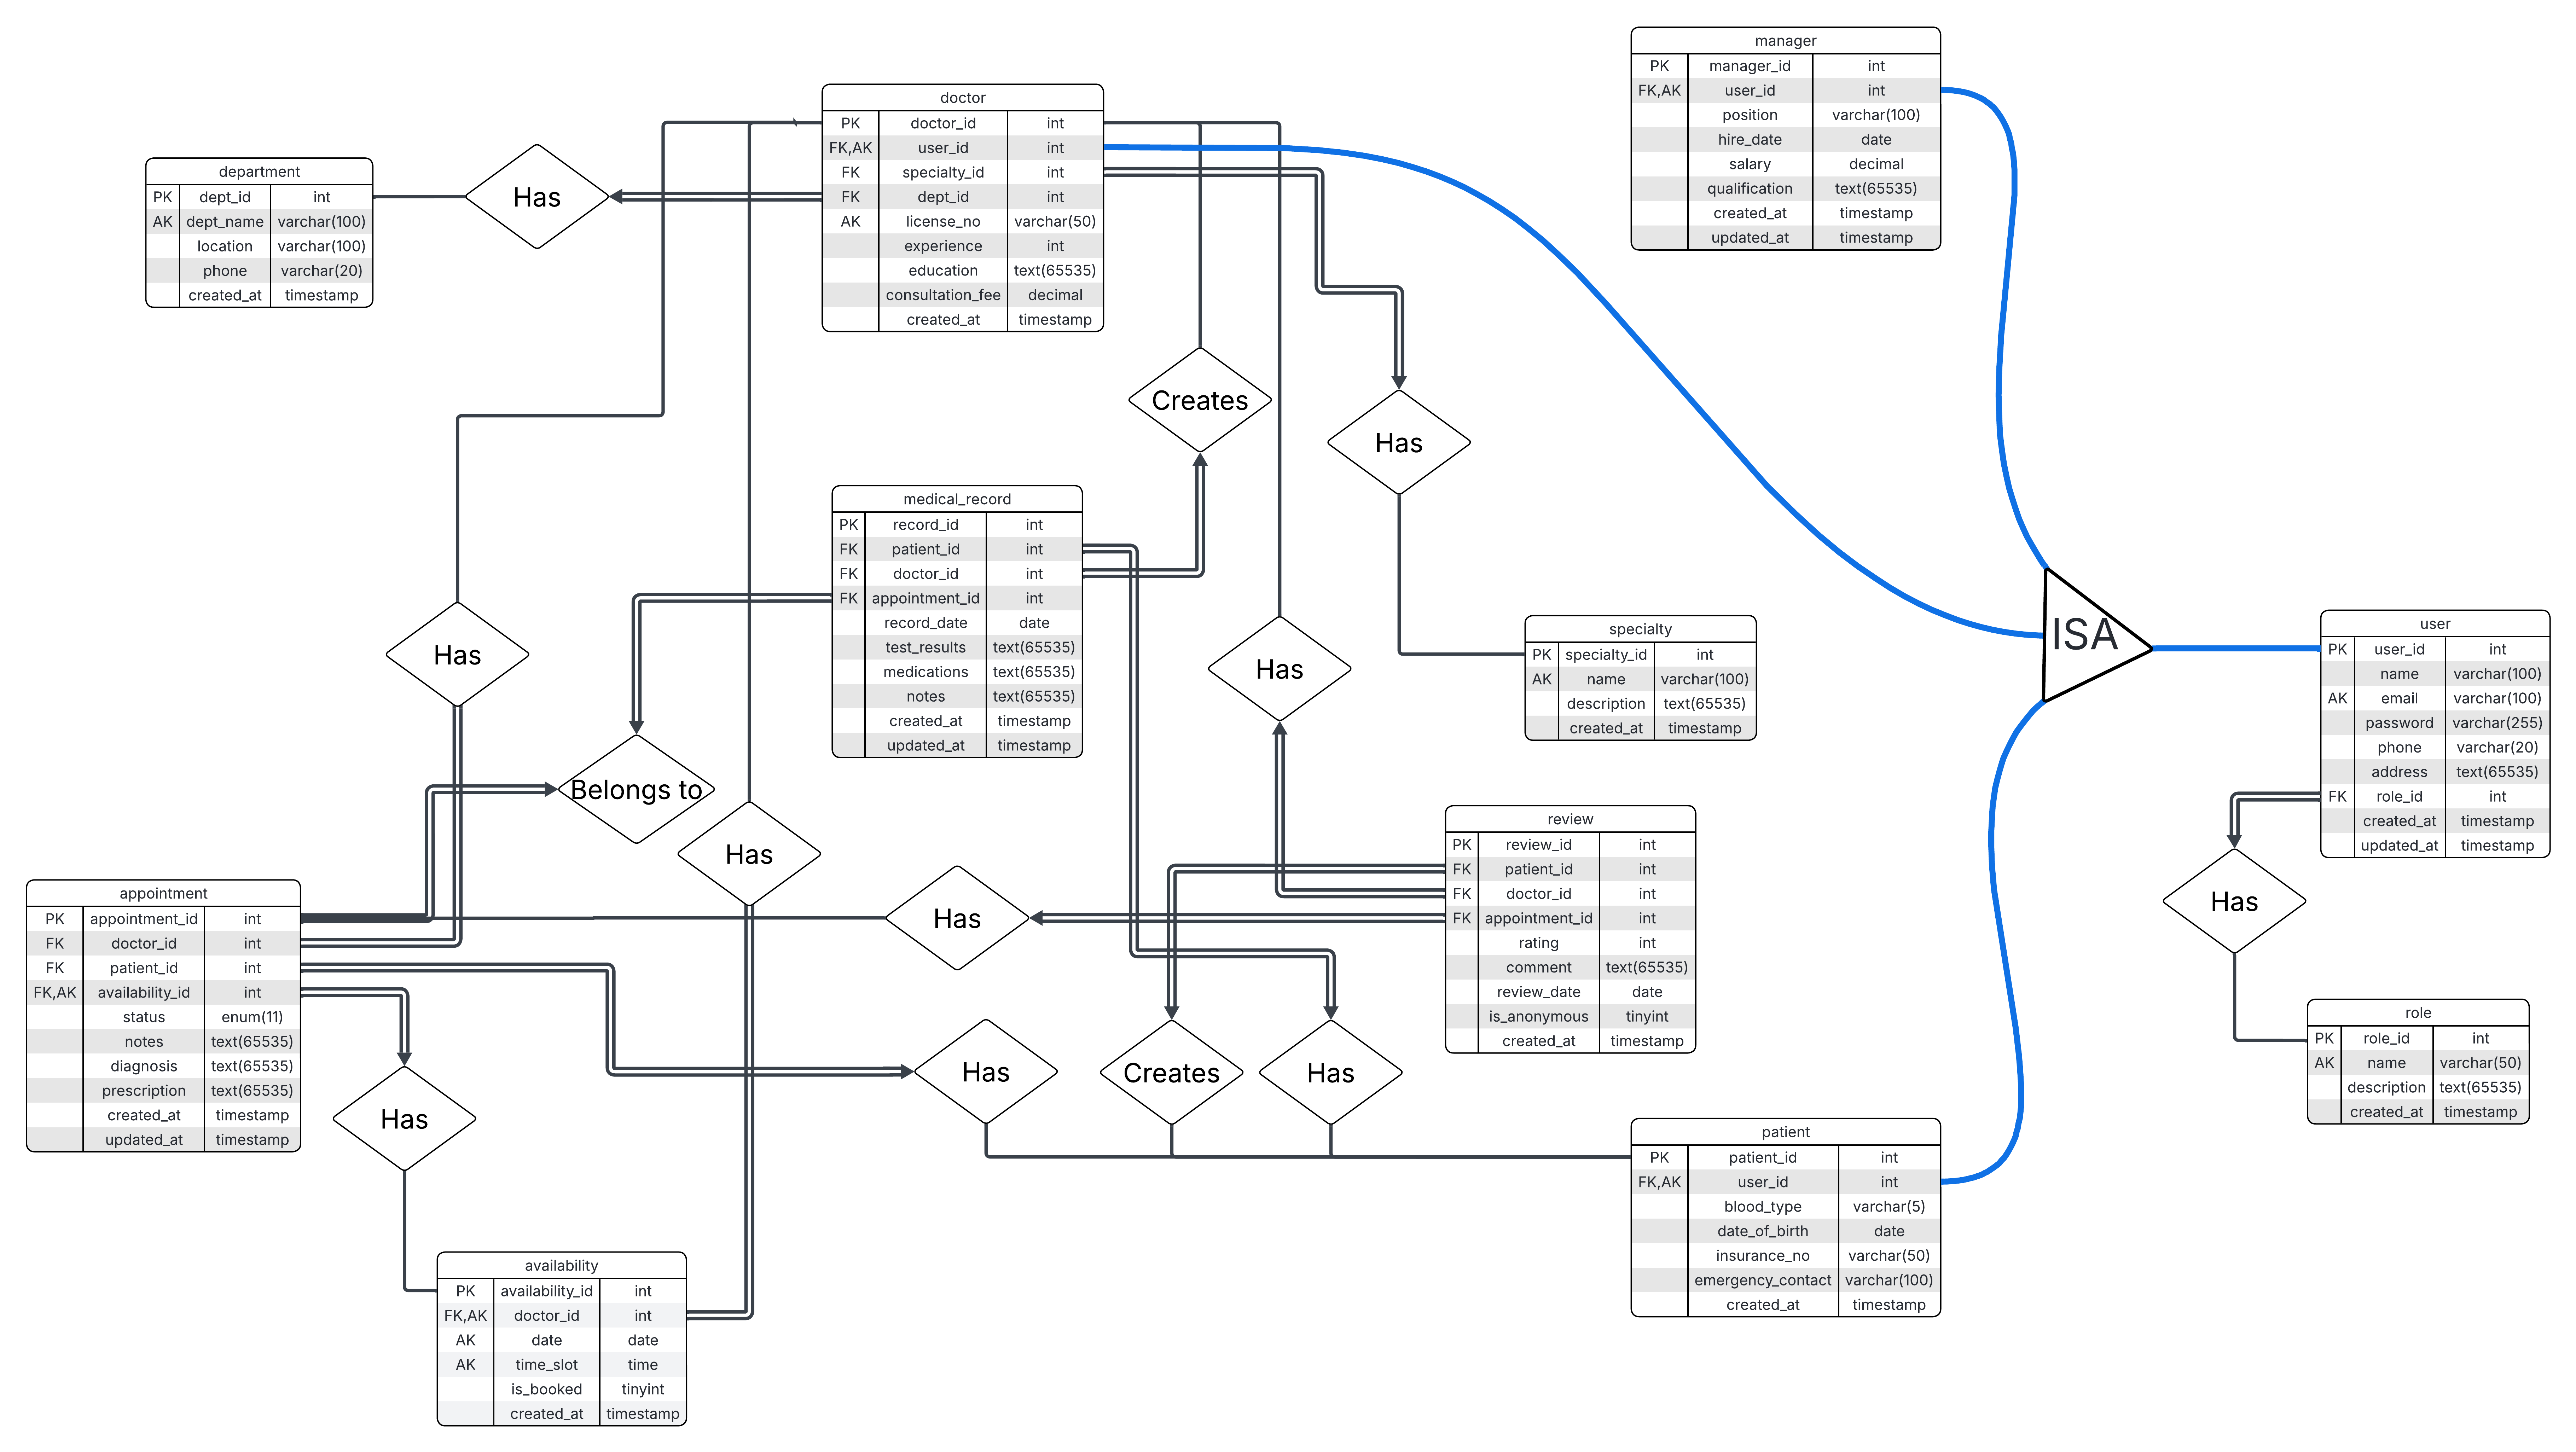 manager
PK manager_id int
FK,AK user_id int
position varchar(100)
hire_date date
salary decimal
qualification text(65535)
created_at timestamp
updated_at timestamp
doctor
PK doctor_id int
FK,AK user_id int
FK specialty_id int
FK dept_id int
AK license_no varchar(50)
experience int
education text(65535)
consultation_fee decimal
created_at timestamp
department
PK dept_id int
AK dept_name varchar(100)
location varchar(100)
phone varchar(20)
created_at timestamp
Has
Creates
Has
medical_record
PK record_id int
FK patient_id int
FK doctor_id int
FK appointment_id int
record_date date
test_results text(65535)
medications text(65535)
notes text(65535)
created_at timestamp
updated_at timestamp
Has
Has
specialty
PK specialty_id int
AK name varchar(100)
description text(65535)
created_at timestamp
ISA
user
PK user_id int
name varchar(100)
AK email varchar(100)
password varchar(255)
phone varchar(20)
address text(65535)
FK role_id int
created_at timestamp
updated_at timestamp
Belongs to
Has
review
PK review_id int
FK patient_id int
FK doctor_id int
FK appointment_id int
rating int
comment text(65535)
review_date date
is_anonymous tinyint
created_at timestamp
Has
Has
appointment
PK appointment_id int
FK doctor_id int
FK patient_id int
FK,AK availability_id int
status enum(11)
notes text(65535)
diagnosis text(65535)
prescription text(65535)
created_at timestamp
updated_at timestamp
Has
Has
Creates
Has
role
PK role_id int
AK name varchar(50)
description text(65535)
created_at timestamp
patient
PK patient_id int
FK,AK user_id int
blood_type varchar(5)
date_of_birth date
insurance_no varchar(50)
emergency_contact varchar(100)
created_at timestamp
availability
PK availability_id int
FK,AK doctor_id int
AK date date
AK time_slot time
is_booked tinyint
created_at timestamp